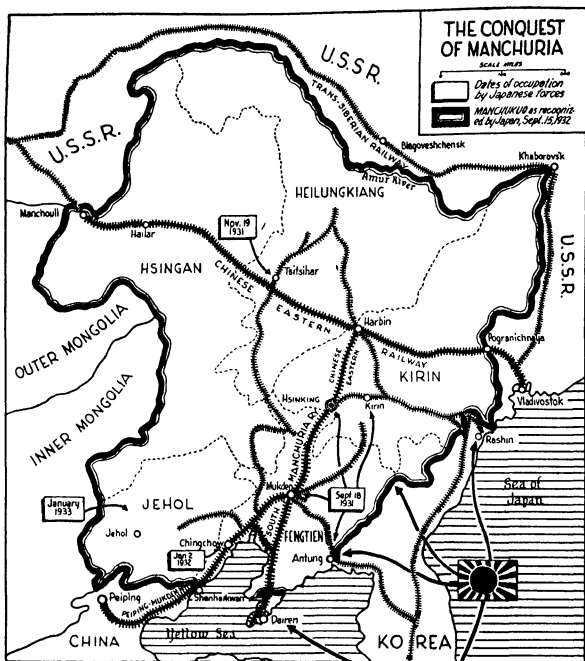 THE CONQUEST
OF MANCHURIA
SCALE MILES
Dates of occupation
by Japanese forces
MANCHUKUO as recogniz-
ed by Japan, Sept. 15, 1932
U.S.S.R.
U.S.S.R.
TRANS-SIBERIAN RAILWAY
Blagoveshchensk
Khabarovsk
Amur River
HEILUNGKIANG
Manchouli
Hailar
Nov. 19
1931
HSINGAN
Tsitsihar
U.S.S.R.
CHINESE EASTERN RAILWAY
Harbin
Pogranichnaya
OUTER MONGOLIA
CHINESE
EASTERN
KIRIN
Vladivostok
INNER MONGOLIA
HSINKING
Kirin
Rashin
SOUTH MANCHURIA RY.
Sea of
Japan
January
1933
JEHOL
Mukden
Sept 18
1931
Jehol
Chingchow
FENGTIEN
Jan 2
1932
Antung
Peiping
PEIPING-MUKDEN
Shanhaikwan
Dairen
CHINA
Yellow Sea
KOREA